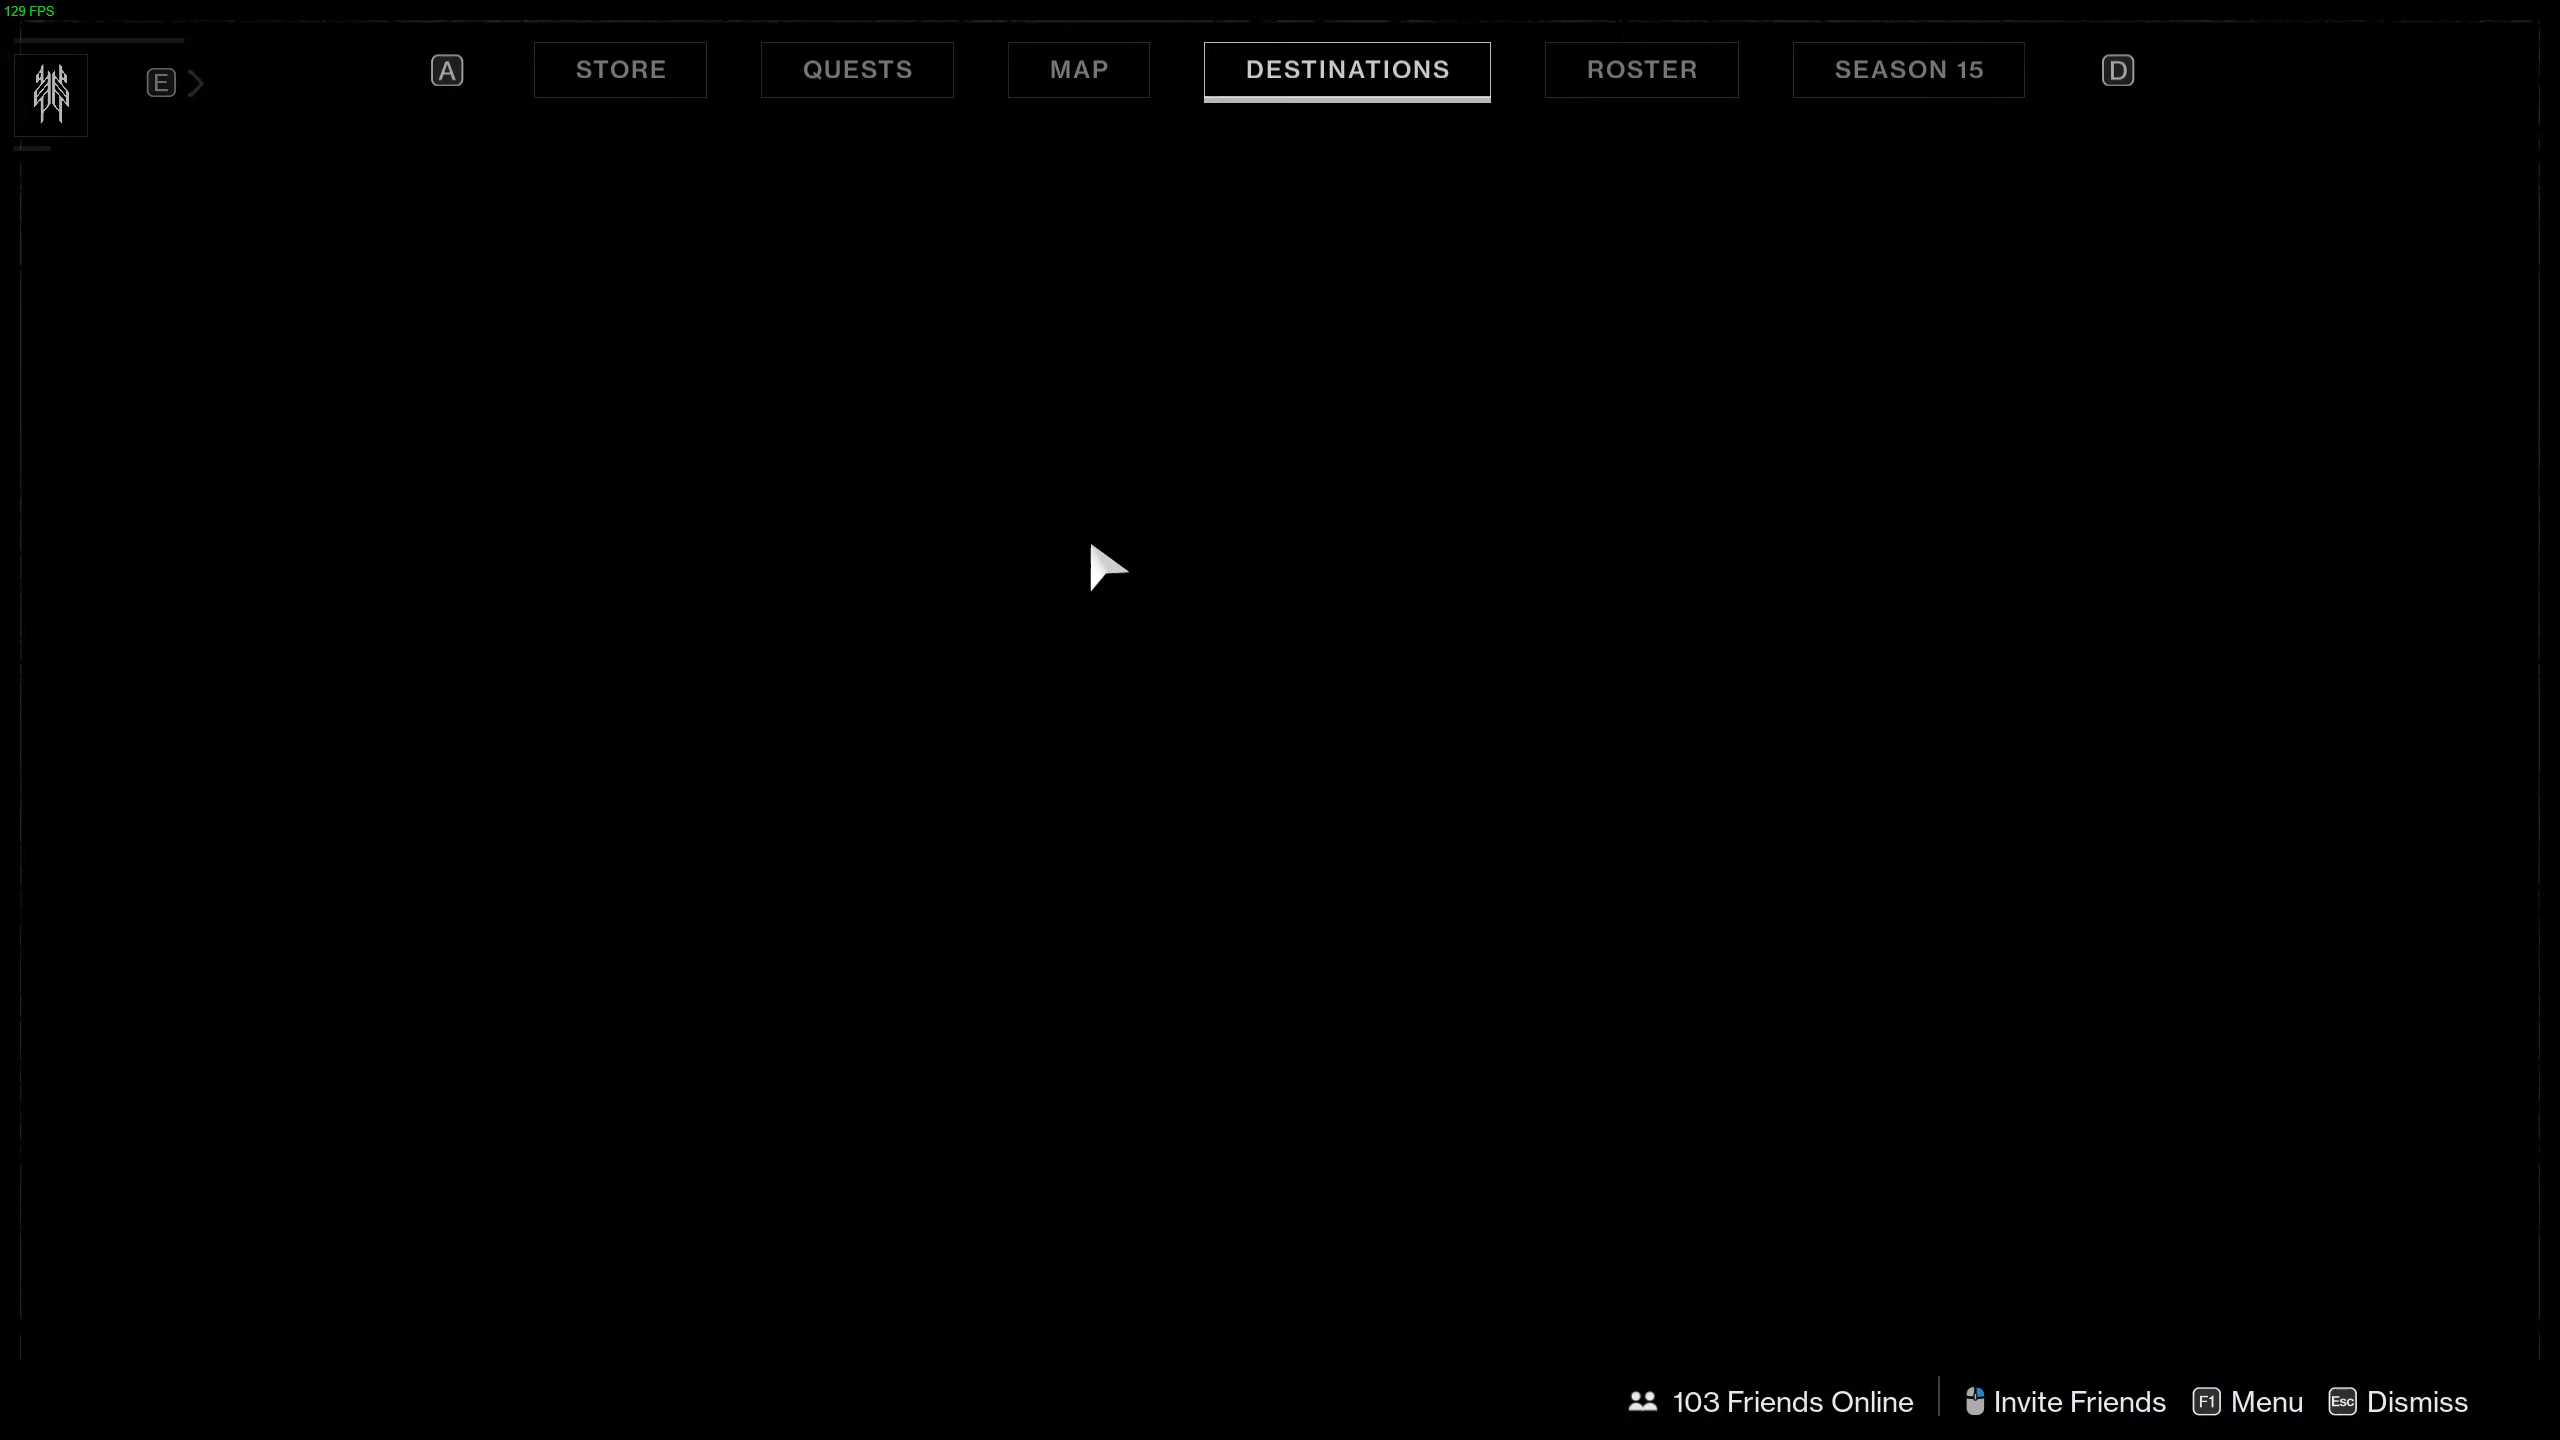 129 FPS
E
A
STORE
QUESTS
MAP
DESTINATIONS
ROSTER
SEASON 15
D
103 Friends Online
Invite Friends
F1 Menu
Esc Dismiss